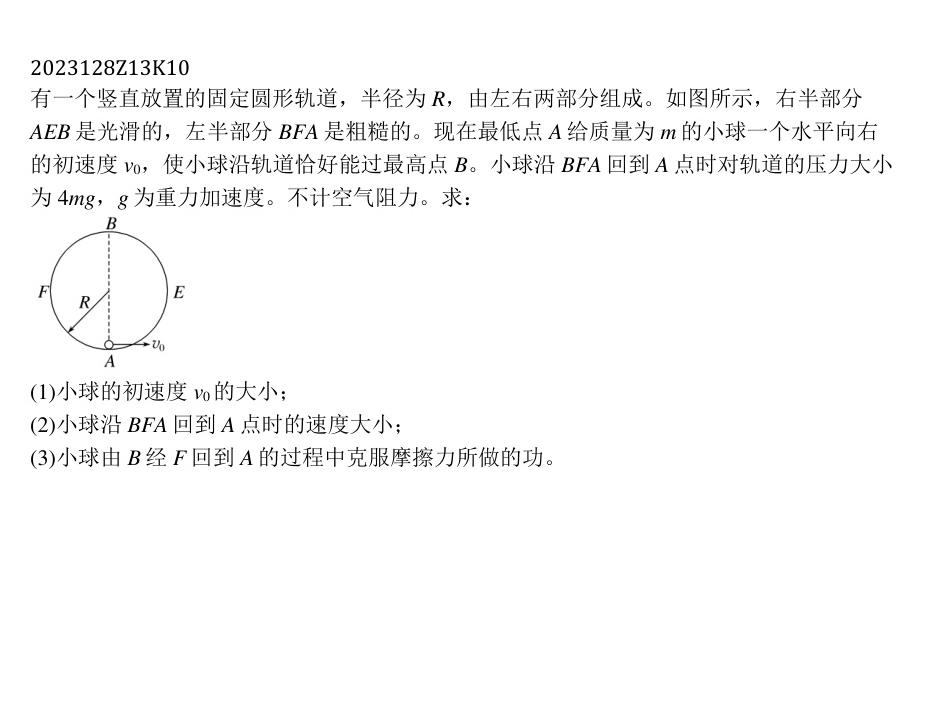 2023128Z13K10
有一个竖直放置的固定圆形轨道，半径为 R，由左右两部分组成。如图所示，右半部分
AEB 是光滑的，左半部分 BFA 是粗糙的。现在最低点 A 给质量为 m 的小球一个水平向右
的初速度 v₀，使小球沿轨道恰好能过最高点 B。小球沿 BFA 回到 A 点时对轨道的压力大小
为 4mg，g 为重力加速度。不计空气阻力。求：
B
F
R
E
v₀
A
(1)小球的初速度 v₀的大小；
(2)小球沿 BFA 回到 A 点时的速度大小；
(3)小球由 B 经 F 回到 A 的过程中克服摩擦力所做的功。